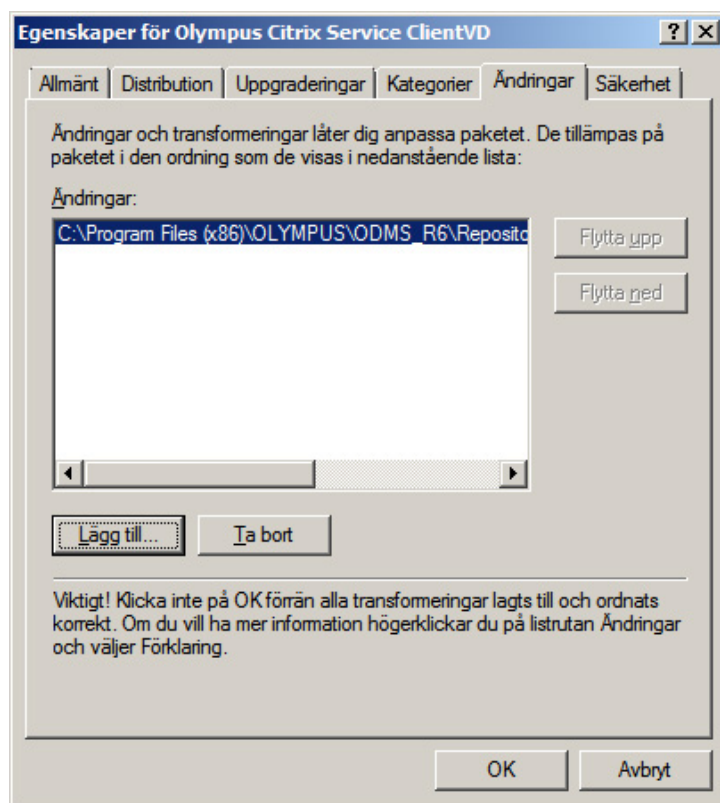 Egenskaper för Olympus Citrix Service ClientVD
Allmänt
Distribution
Uppgraderingar
Kategorier
Ändringar
Säkerhet
Ändringar och transformeringar låter dig anpassa paketet. De tillämpas på
paketet i den ordning som de visas i nedanstående lista:
Ändringar:
C:\Program Files (x86)\OLYMPUS\ODMS_R6\Reposito
Flytta upp
Flytta ned
Lägg till...
Ta bort
Viktigt! Klicka inte på OK förrän alla transformeringar lagts till och ordnats
korrekt. Om du vill ha mer information högerklickar du på listrutan Ändringar
och väljer Förklaring.
OK
Avbryt